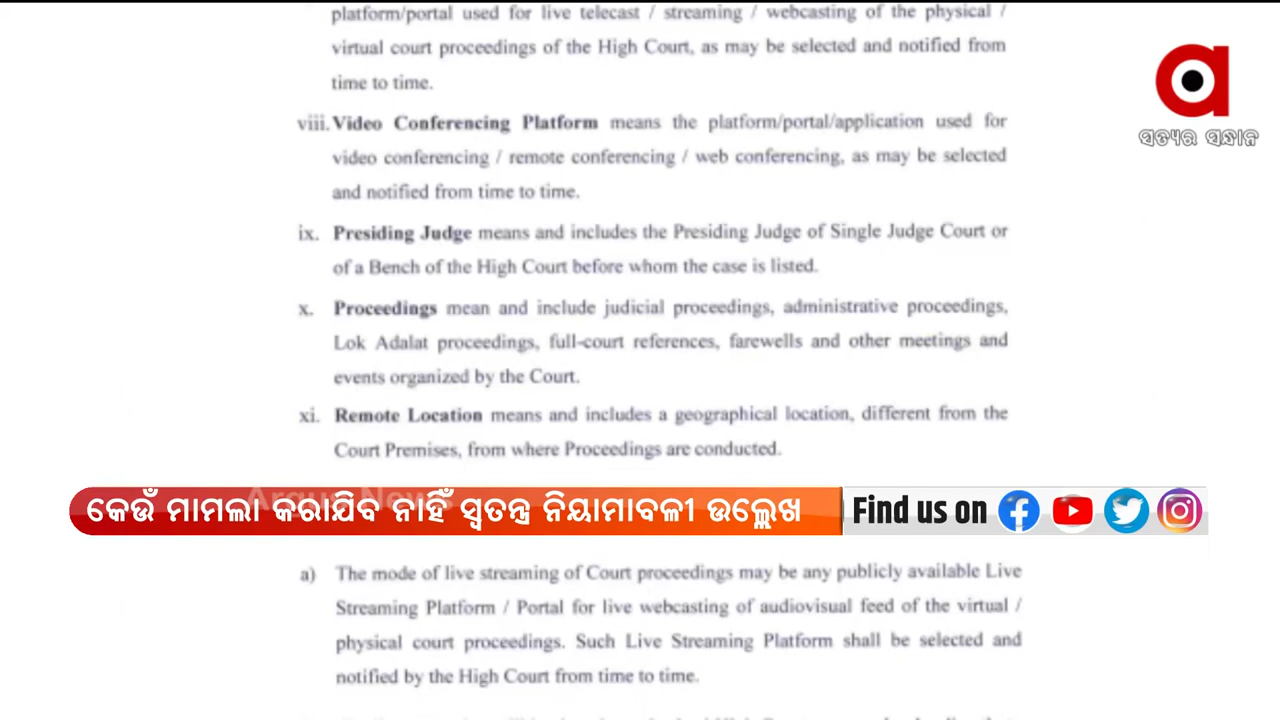 platform/portal used for live telecast / streaming / webcasting of the physical /
virtual court proceedings of the High Court, as may be selected and notified from
time to time.
viii. Video Conferencing Platform means the platform/portal/application used for
video conferencing / remote conferencing / web conferencing, as may be selected
and notified from time to time.
ix. Presiding Judge means and includes the Presiding Judge of Single Judge Court or
of a Bench of the High Court before whom the case is listed.
x. Proceedings mean and include judicial proceedings, administrative proceedings,
Lok Adalat proceedings, full-court references, farewells and other meetings and
events organized by the Court.
xi. Remote Location means and includes a geographical location, different from the
Court Premises, from where Proceedings are conducted.
a
ସତ୍ୟର ସନ୍ଧାନ
Argus News
କେଉଁ ମାମଲା କରାଯିବ ନାହିଁ ସ୍ୱତନ୍ତ୍ର ନିୟାମାବଳୀ ଉଲ୍ଲେଖ
Find us on
a) The mode of live streaming of Court proceedings may be any publicly available Live
Streaming Platform / Portal for live webcasting of audiovisual feed of the virtual /
physical court proceedings. Such Live Streaming Platform shall be selected and
notified by the High Court from time to time.